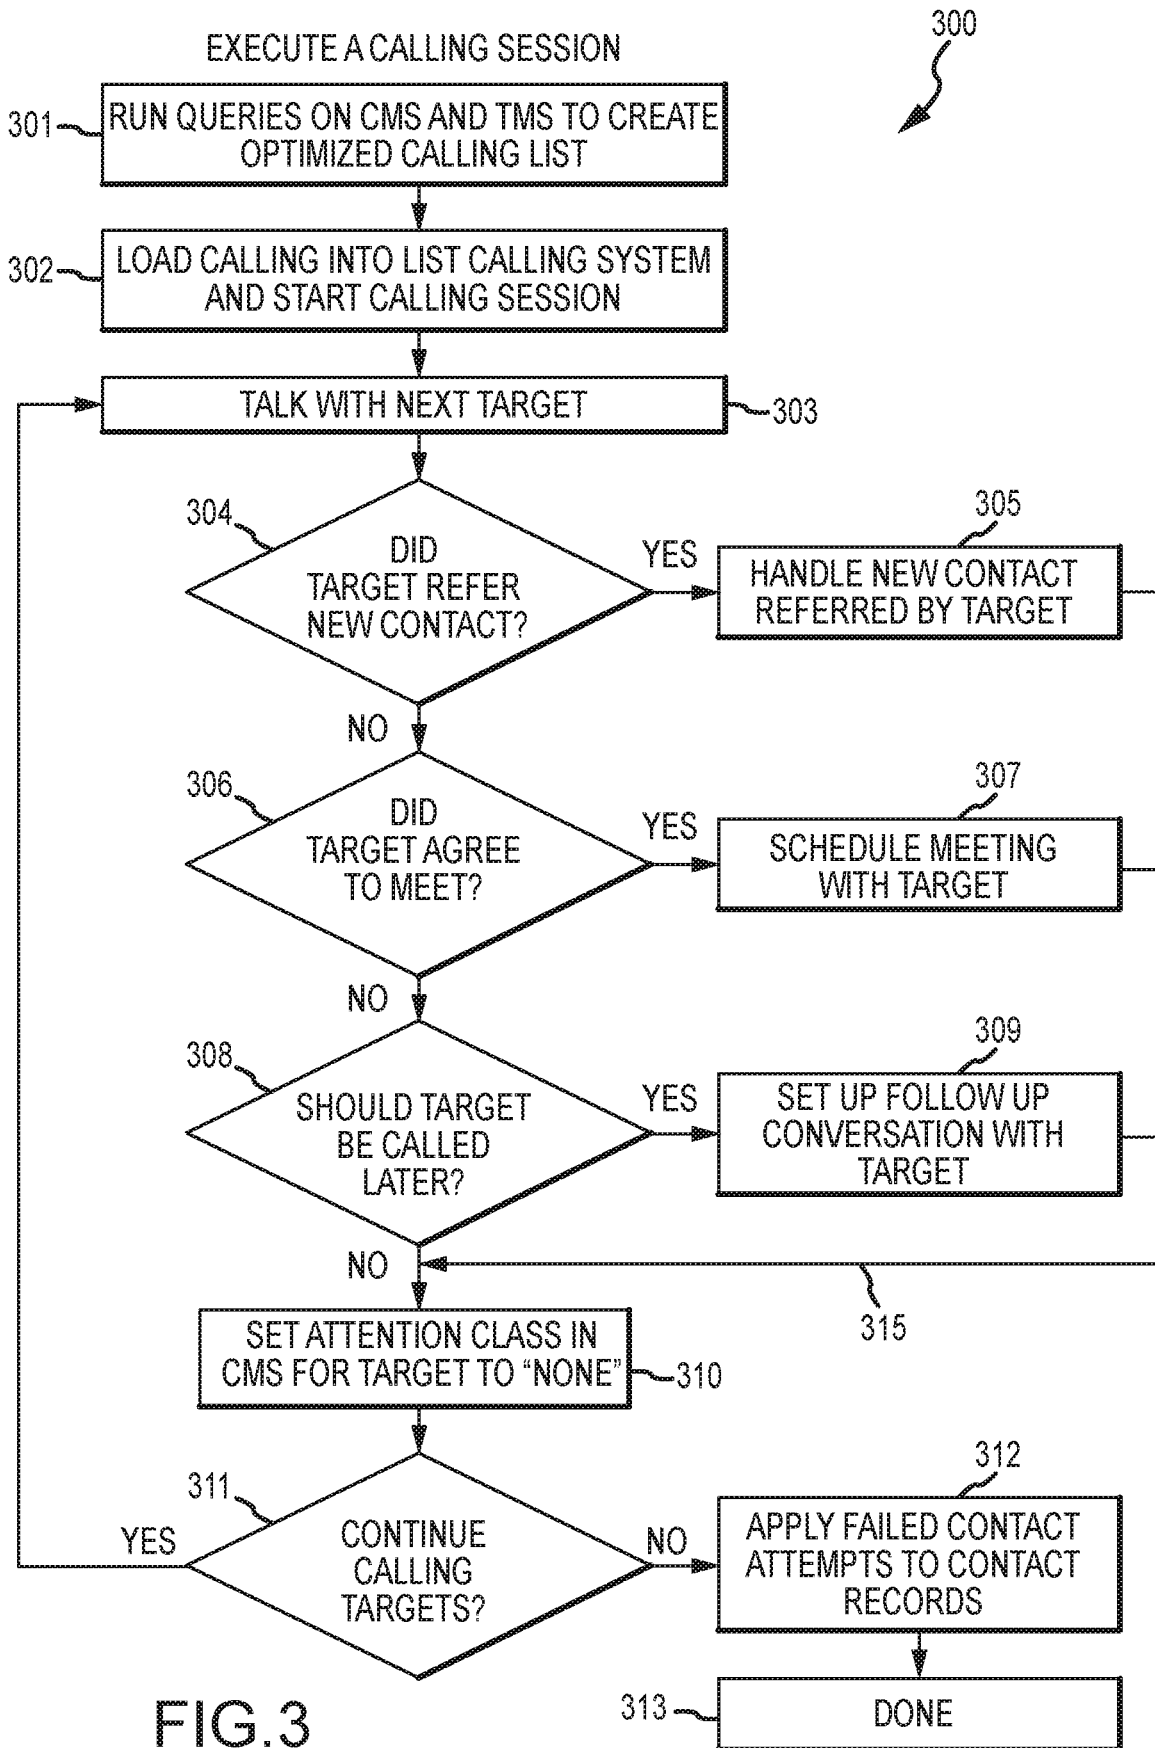 300
EXECUTE A CALLING SESSION
301
RUN QUERIES ON CMS AND TMS TO CREATE
OPTIMIZED CALLING LIST
302
LOAD CALLING INTO LIST CALLING SYSTEM
AND START CALLING SESSION
TALK WITH NEXT TARGET
303
304
DID
TARGET REFER
NEW CONTACT?
YES
305
HANDLE NEW CONTACT
REFERRED BY TARGET
NO
306
DID
TARGET AGREE
TO MEET?
YES
307
SCHEDULE MEETING
WITH TARGET
NO
308
SHOULD TARGET
BE CALLED
LATER?
YES
309
SET UP FOLLOW UP
CONVERSATION WITH
TARGET
NO
315
SET ATTENTION CLASS IN
CMS FOR TARGET TO “NONE”
310
311
YES
CONTINUE
CALLING
TARGETS?
NO
312
APPLY FAILED CONTACT
ATTEMPTS TO CONTACT
RECORDS
313
DONE
FIG.3